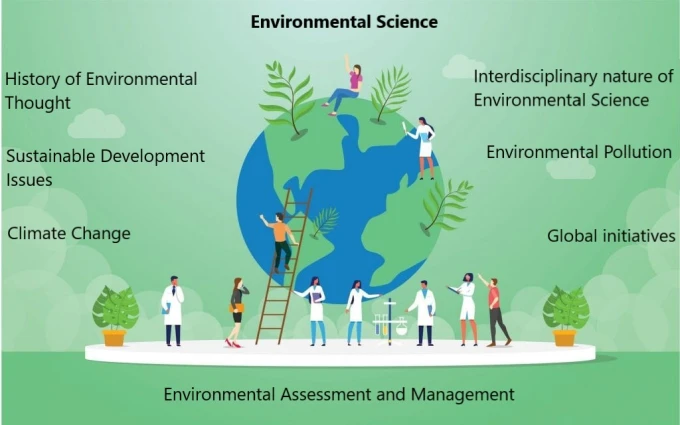 Environmental Science
History of Environmental
Thought
Sustainable Development
Issues
Climate Change
Interdisciplinary nature of
Environmental Science
Environmental Pollution
Global initiatives
Environmental Assessment and Management